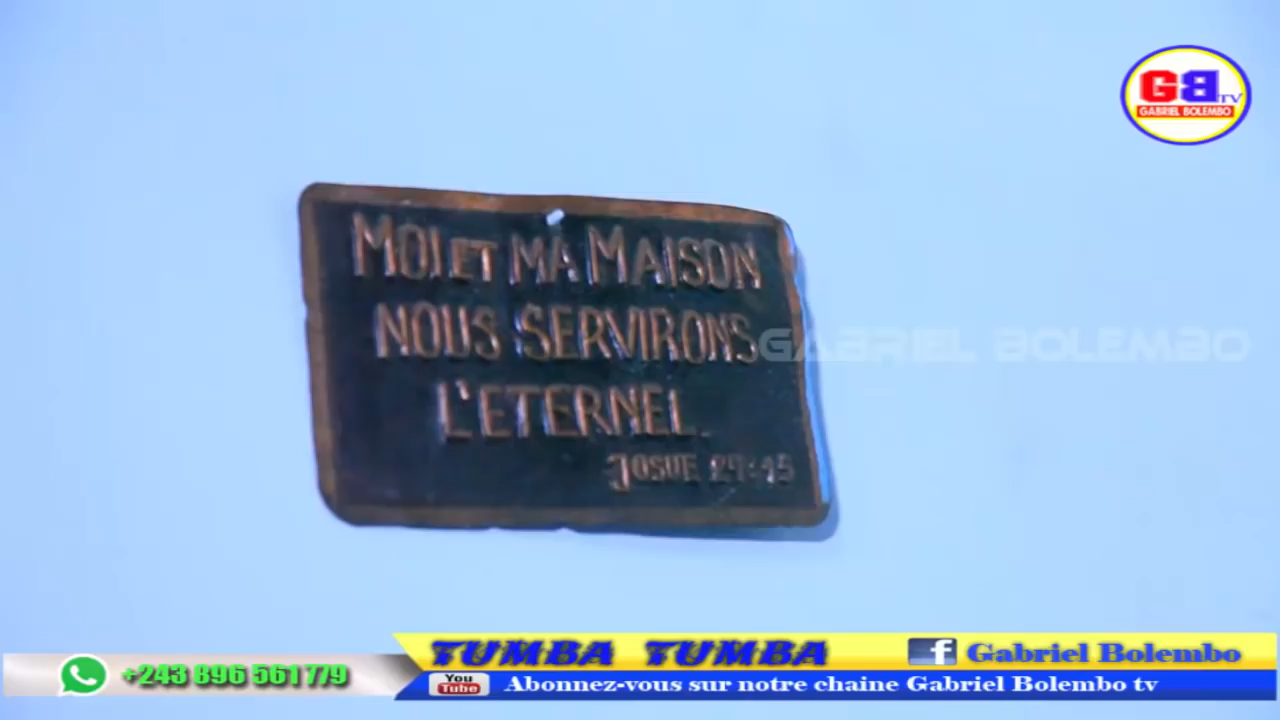 GB TV
GABRIEL BOLEMBO
MOI ET MA MAISON
NOUS SERVIRONS
L'ETERNEL.
JOSUE 24:15
GABRIEL BOLEMBO
TUMBA TUMBA
Gabriel Bolembo
+243 896 561 779
You Tube
Abonnez-vous sur notre chaine Gabriel Bolembo tv